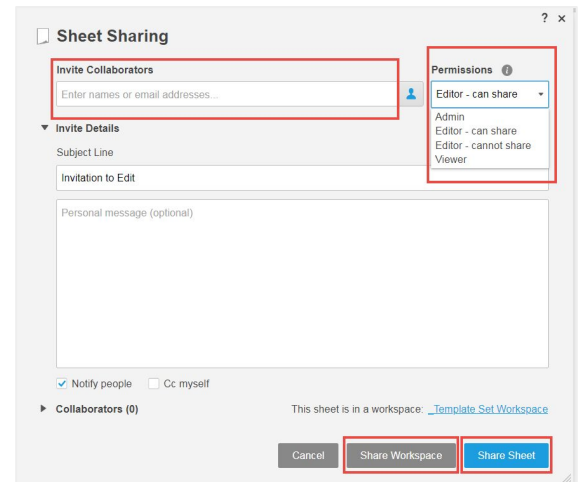 ? ×
Sheet Sharing
Invite Collaborators
Permissions i
Enter names or email addresses...
Editor - can share
Admin
Editor - can share
Editor - cannot share
Viewer
Invite Details
Subject Line
Invitation to Edit
Personal message (optional)
Notify people Cc myself
Collaborators (0) This sheet is in a workspace: _Template Set Workspace
Cancel Share Workspace Share Sheet